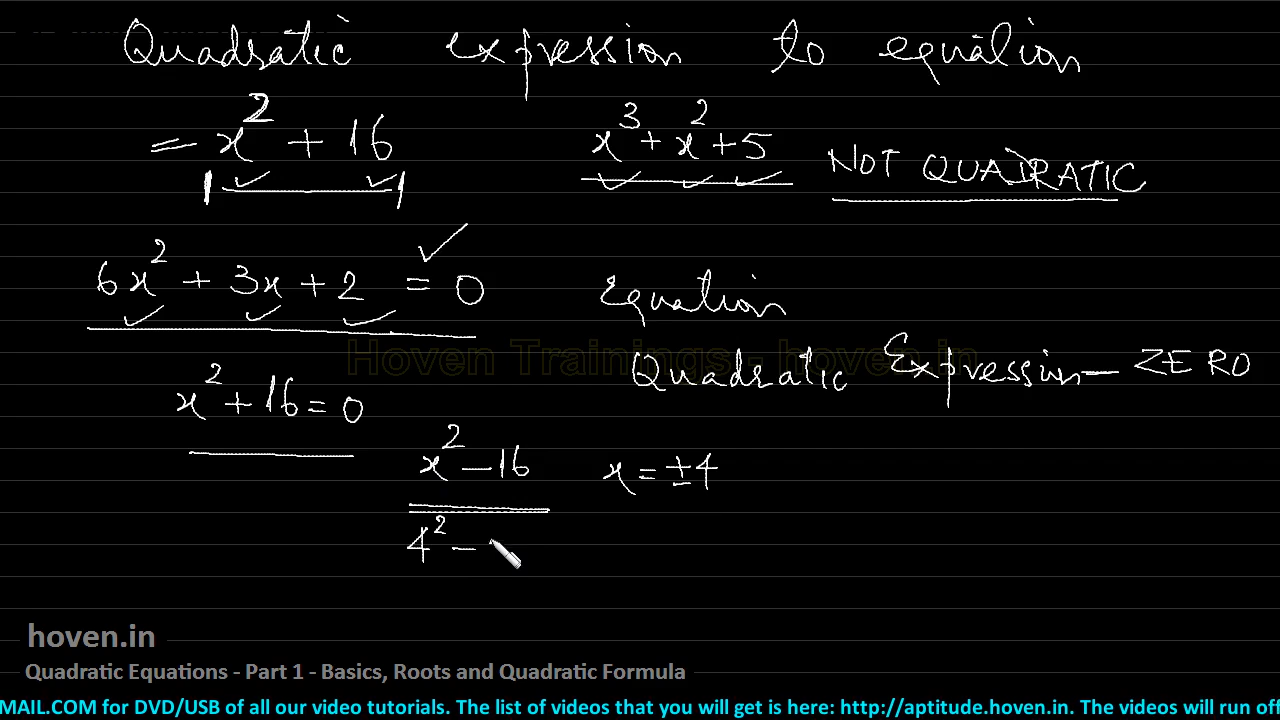 Quadratic expression to equation
= x² + 16 x³ + x² + 5 NOT QUADRATIC
6x² + 3x + 2 = 0 Equation
Hoven Trainings - hoven.in
Quadratic Expression – ZERO
x² + 16 = 0
x² – 16 x = ±4
4² –
hoven.in
Quadratic Equations - Part 1 - Basics, Roots and Quadratic Formula
MAIL.COM for DVD/USB of all our video tutorials. The list of videos that you will get is here: http://aptitude.hoven.in. The videos will run off